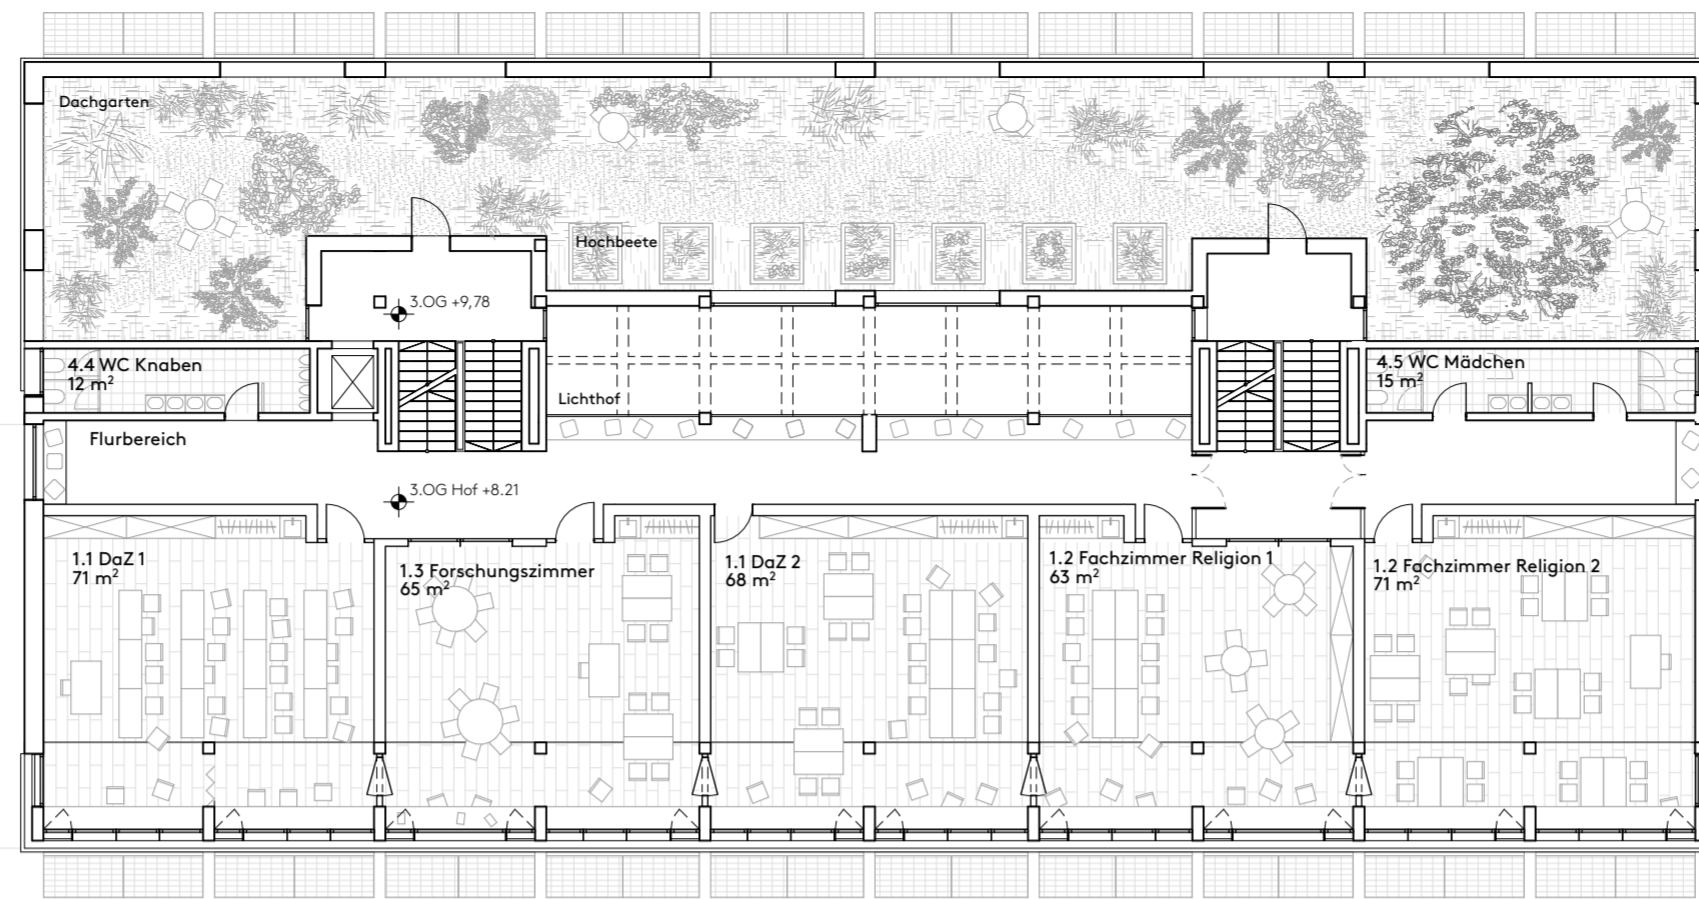 Dachgarten
Hochbeete
3.OG +9,78
4.4 WC Knaben
12 m²
4.5 WC Mädchen
15 m²
Lichthof
Flurbereich
3.OG Hof +8.21
1.1 DaZ 1
71 m²
1.3 Forschungszimmer
65 m²
1.1 DaZ 2
68 m²
1.2 Fachzimmer Religion 1
63 m²
1.2 Fachzimmer Religion 2
71 m²